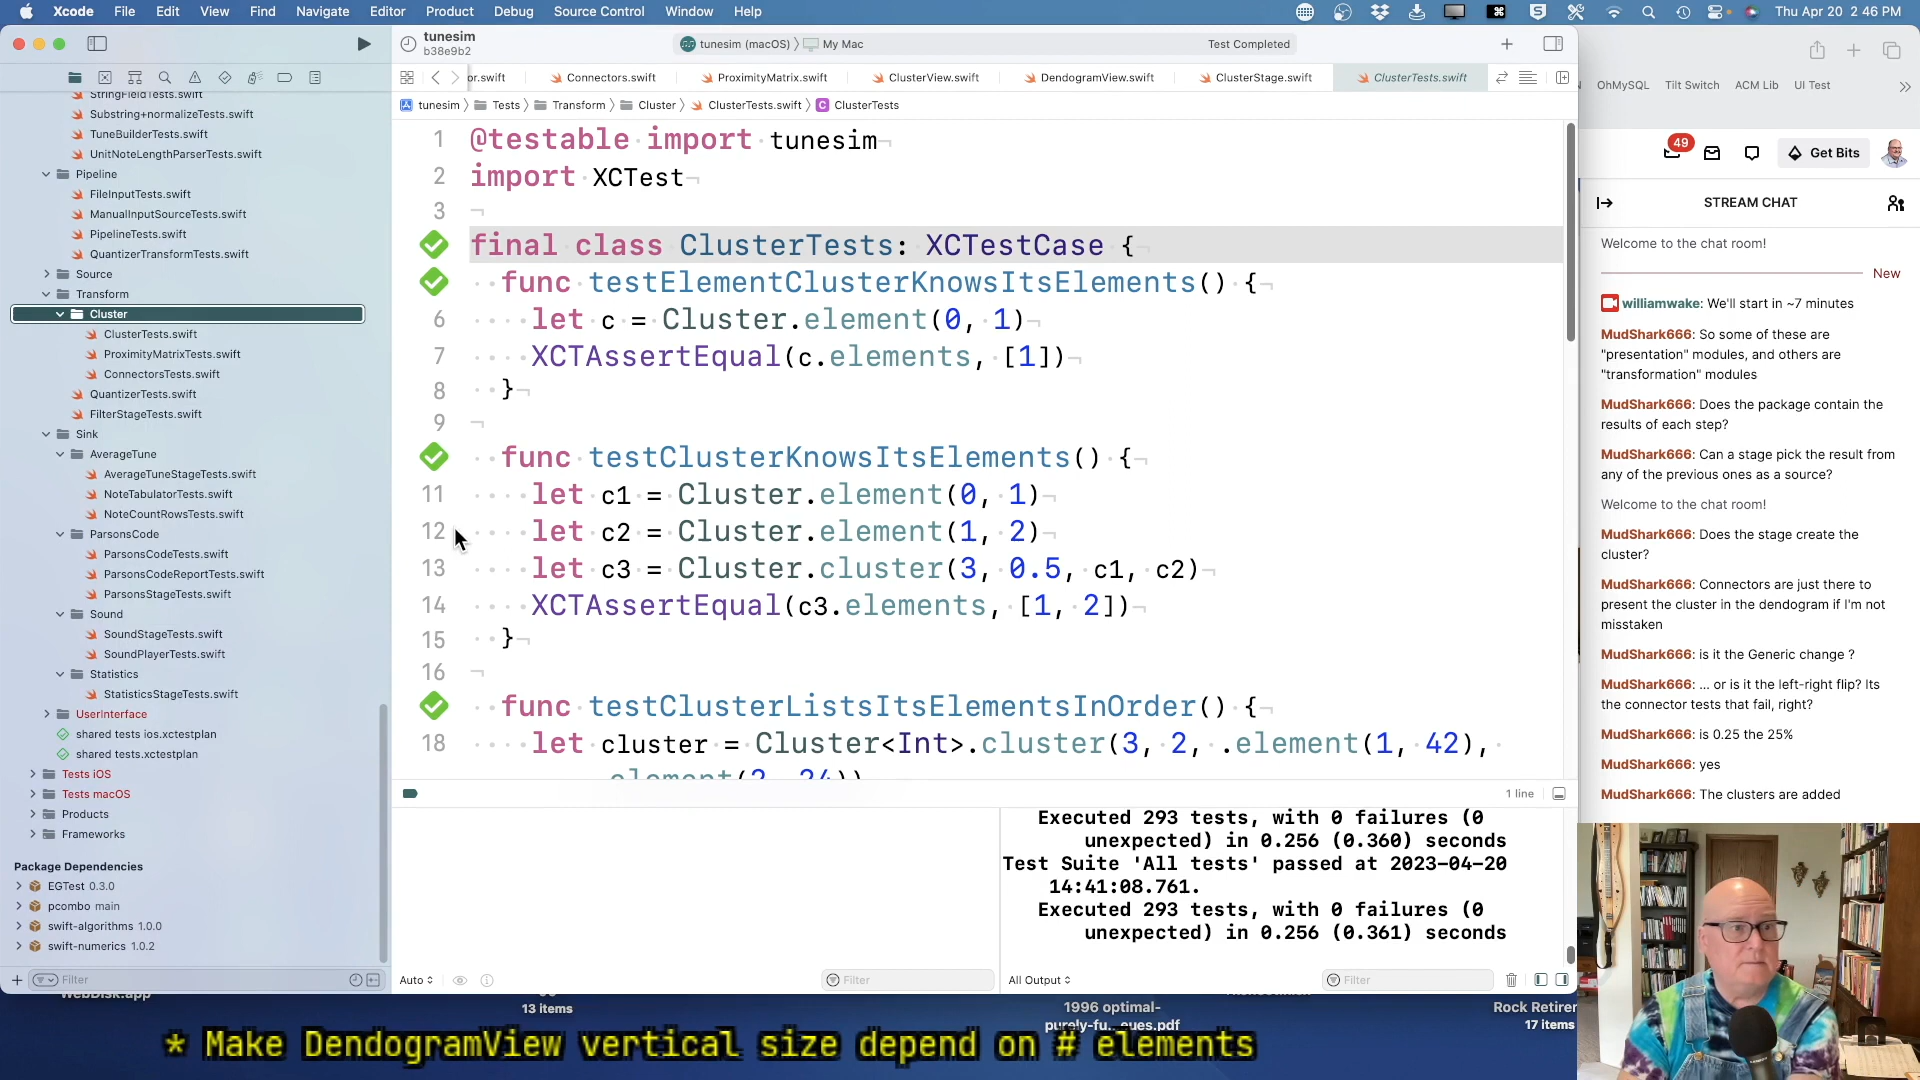 Xcode File Edit View Find Navigate Editor Product Debug Source Control Window Help Thu Apr 20 2:46 PM
tunesim
b38e9b2
tunesim (macOS) My Mac
Test Completed
or.swift Connectors.swift ProximityMatrix.swift ClusterView.swift DendogramView.swift ClusterStage.swift ClusterTests.swift
tunesim Tests Transform Cluster ClusterTests.swift ClusterTests
StringFieldTests.swift
Substring+normalizeTests.swift
TuneBuilderTests.swift
UnitNoteLengthParserTests.swift
Pipeline
FileInputTests.swift
ManualInputSourceTests.swift
PipelineTests.swift
QuantizerTransformTests.swift
Source
Transform
Cluster
ClusterTests.swift
ProximityMatrixTests.swift
ConnectorsTests.swift
QuantizerTests.swift
FilterStageTests.swift
Sink
AverageTune
AverageTuneStageTests.swift
NoteTabulatorTests.swift
NoteCountRowsTests.swift
ParsonsCode
ParsonsCodeTests.swift
ParsonsCodeReportTests.swift
ParsonsStageTests.swift
Sound
SoundStageTests.swift
SoundPlayerTests.swift
Statistics
StatisticsStageTests.swift
UserInterface
shared tests ios.xctestplan
shared tests.xctestplan
Tests iOS
Tests macOS
Products
Frameworks
Package Dependencies
EGTest 0.3.0
pcombo main
swift-algorithms 1.0.0
swift-numerics 1.0.2
Filter
1 @testable import tunesim
2 import XCTest
3
final class ClusterTests: XCTestCase {
func testElementClusterKnowsItsElements() {
6 let c = Cluster.element(0, 1)
7 XCTAssertEqual(c.elements, [1])
8 }
9
func testClusterKnowsItsElements() {
11 let c1 = Cluster.element(0, 1)
12 let c2 = Cluster.element(1, 2)
13 let c3 = Cluster.cluster(3, 0.5, c1, c2)
14 XCTAssertEqual(c3.elements, [1, 2])
15 }
16
func testClusterListsItsElementsInOrder() {
18 let cluster = Cluster<Int>.cluster(3, 2, .element(1, 42),
.element(2, 24))
1 line
Executed 293 tests, with 0 failures (0
unexpected) in 0.256 (0.360) seconds
Test Suite 'All tests' passed at 2023-04-20
14:41:08.761.
Executed 293 tests, with 0 failures (0
unexpected) in 0.256 (0.361) seconds
Auto
Filter
All Output
Filter
OhMySQL Tilt Switch ACM Lib UI Test
49
Get Bits
STREAM CHAT
Welcome to the chat room!
New
williamwake: We'll start in ~7 minutes
MudShark666: So some of these are
"presentation" modules, and others are
"transformation" modules
MudShark666: Does the package contain the
results of each step?
MudShark666: Can a stage pick the result from
any of the previous ones as a source?
Welcome to the chat room!
MudShark666: Does the stage create the
cluster?
MudShark666: Connectors are just there to
present the cluster in the dendogram if I'm not
misstaken
MudShark666: is it the Generic change ?
MudShark666: ... or is it the left-right flip? Its
the connector tests that fail, right?
MudShark666: is 0.25 the 25%
MudShark666: yes
MudShark666: The clusters are added
WebDisk.app
13 items
1996 optimal-
purely-fu...eues.pdf
Rock Retirer
17 items
* Make DendogramView vertical size depend on # elements